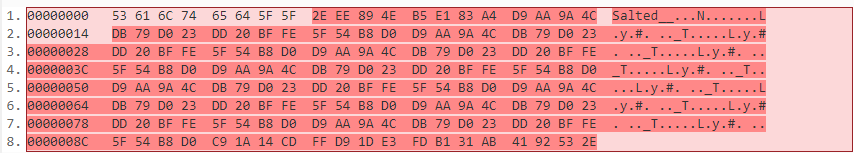 1. 00000000 53 61 6C 74 65 64 5F 5F 2E EE 89 4E B5 E1 83 A4 D9 AA 9A 4C Salted__...N.......L
2. 00000014 DB 79 D0 23 DD 20 BF FE 5F 54 B8 D0 D9 AA 9A 4C DB 79 D0 23 .y.#. .._T.....L.y.#
3. 00000028 DD 20 BF FE 5F 54 B8 D0 D9 AA 9A 4C DB 79 D0 23 DD 20 BF FE . .._T.....L.y.#. ..
4. 0000003C 5F 54 B8 D0 D9 AA 9A 4C DB 79 D0 23 DD 20 BF FE 5F 54 B8 D0 _T.....L.y.#. .._T..
5. 00000050 D9 AA 9A 4C DB 79 D0 23 DD 20 BF FE 5F 54 B8 D0 D9 AA 9A 4C ...L.y.#. .._T.....L
6. 00000064 DB 79 D0 23 DD 20 BF FE 5F 54 B8 D0 D9 AA 9A 4C DB 79 D0 23 .y.#. .._T.....L.y.#
7. 00000078 DD 20 BF FE 5F 54 B8 D0 D9 AA 9A 4C DB 79 D0 23 DD 20 BF FE . .._T.....L.y.#. ..
8. 0000008C 5F 54 B8 D0 C9 1A 14 CD FF D9 1D E3 FD B1 31 AB 41 92 53 2E